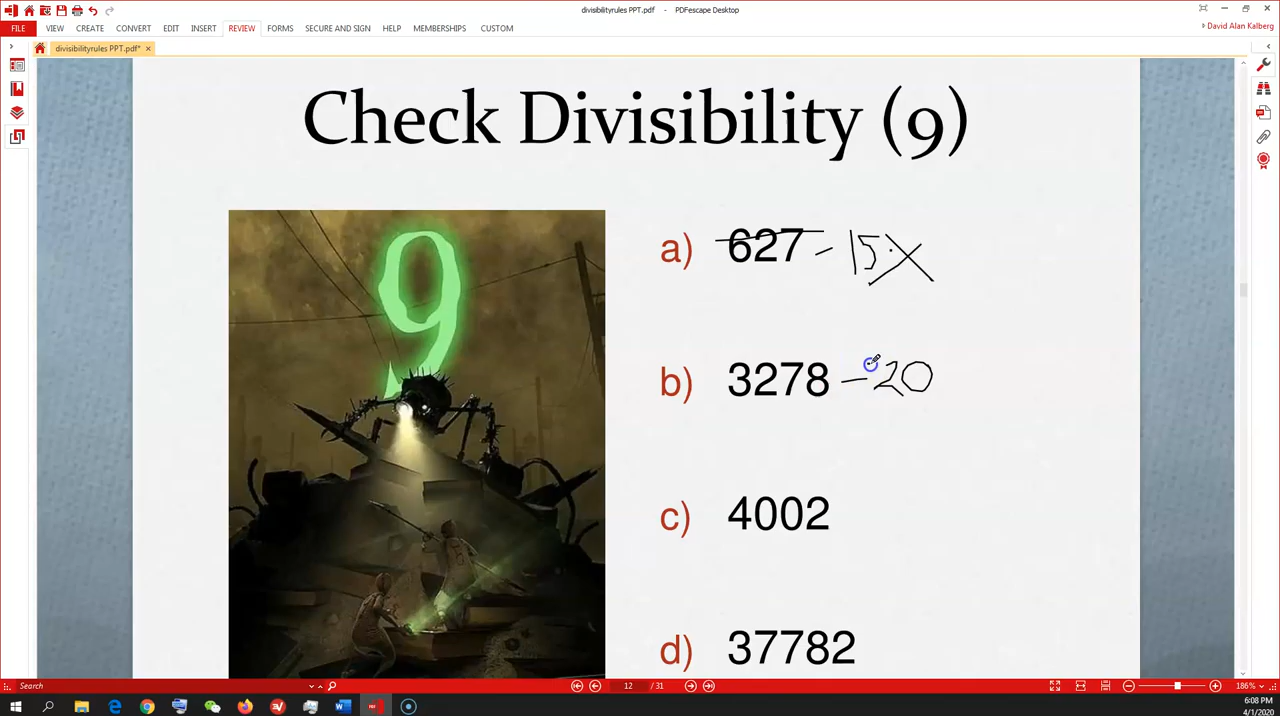 divisibilityrules PPT.pdf - PDFescape Desktop
FILE VIEW CREATE CONVERT EDIT INSERT REVIEW FORMS SECURE AND SIGN HELP MEMBERSHIPS CUSTOM
David Alan Kalberg
divisibilityrules PPT.pdf* ×
Check Divisibility (9)
9
a) 627 - 15 X
b) 3278 - 20
c) 4002
d) 37782
Search 12 / 31 186%
6:08 PM
4/1/2020